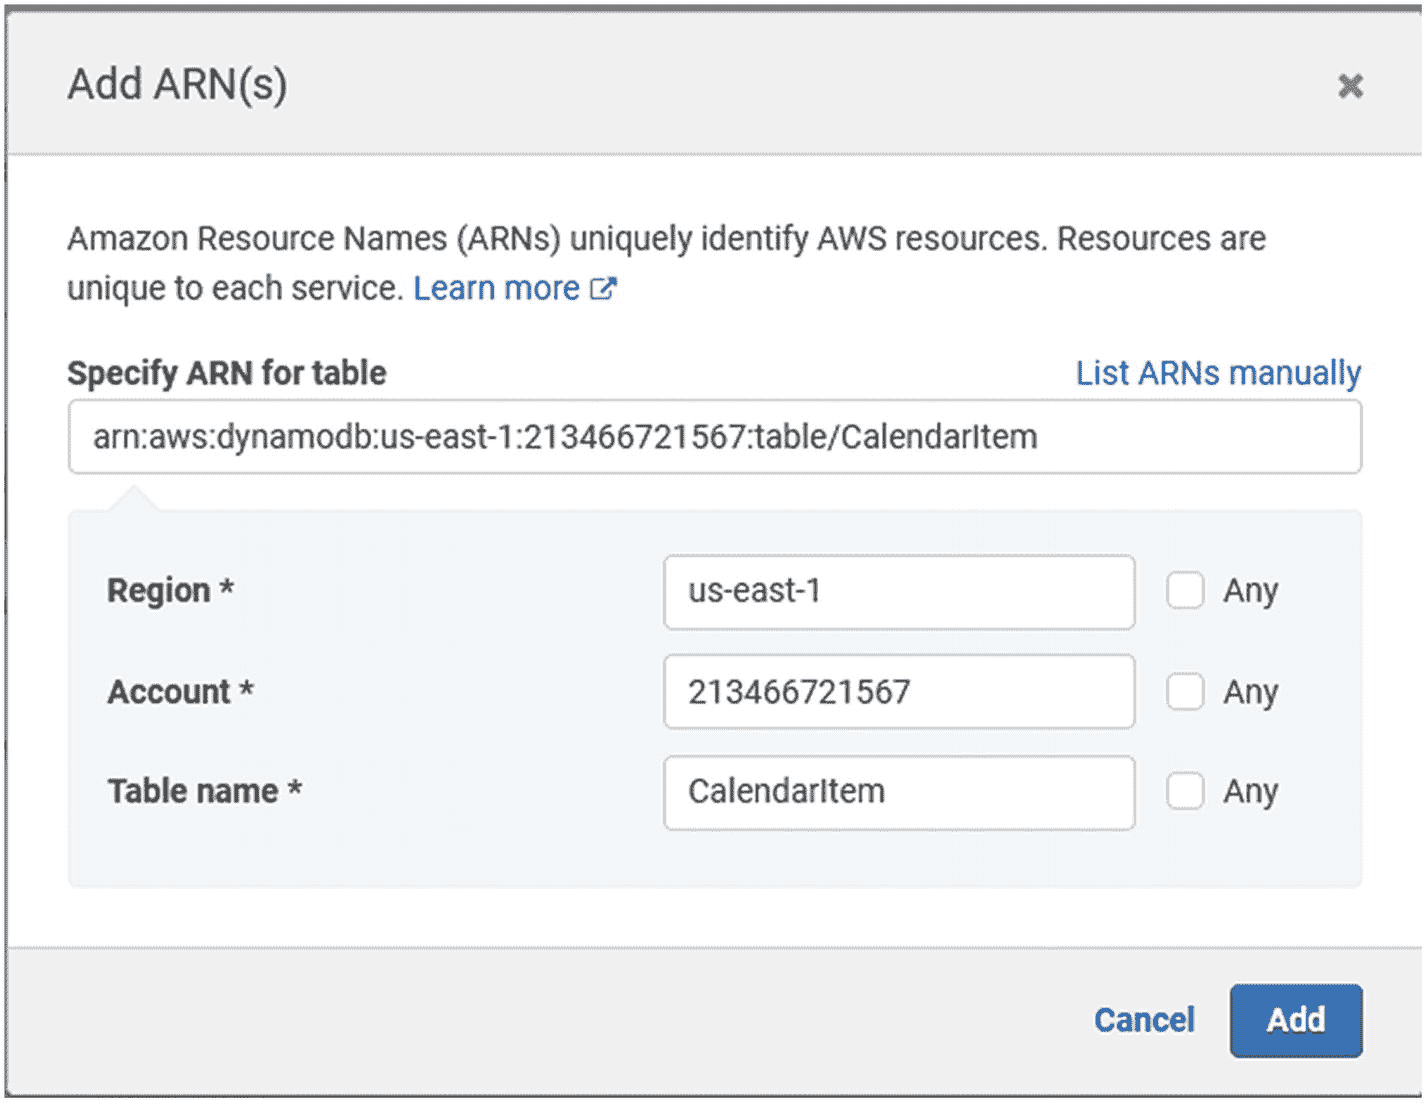 Add ARN(s)
Amazon Resource Names (ARNs) uniquely identify AWS resources. Resources are
unique to each service. Learn more
Specify ARN for table List ARNs manually
arn:aws:dynamodb:us-east-1:213466721567:table/CalendarItem
Region * us-east-1 Any
Account * 213466721567 Any
Table name * CalendarItem Any
Cancel Add